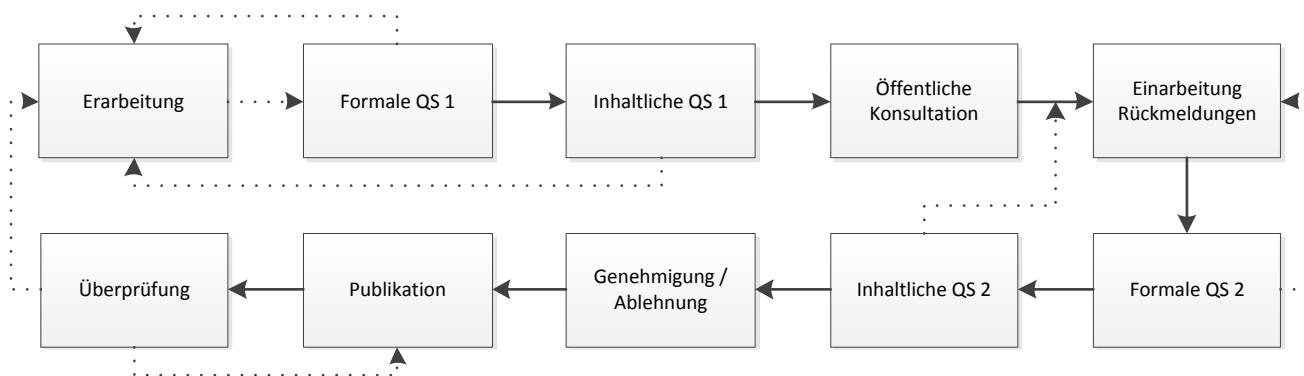 Erarbeitung
Formale QS 1
Inhaltliche QS 1
Öffentliche
Konsultation
Einarbeitung
Rückmeldungen
Überprüfung
Publikation
Genehmigung /
Ablehnung
Inhaltliche QS 2
Formale QS 2